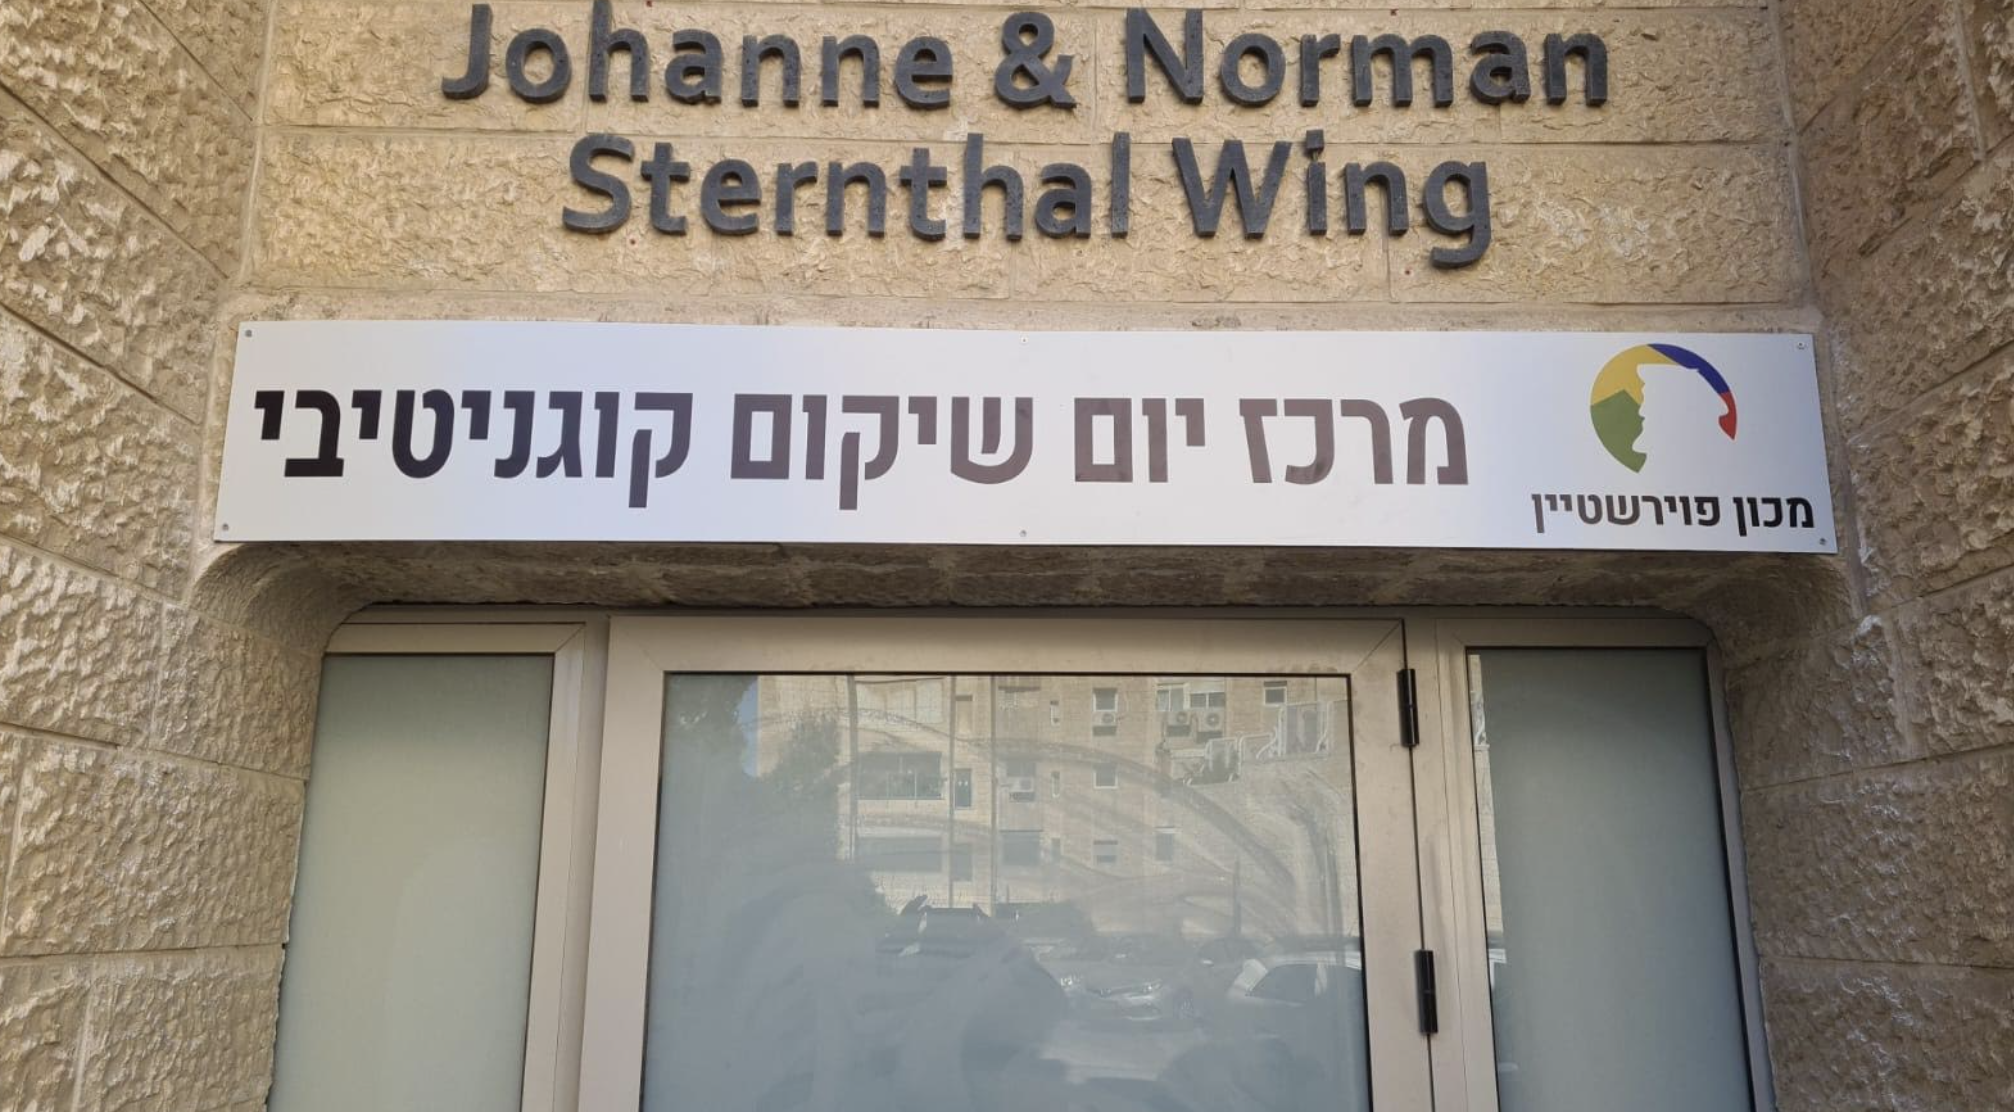 Johanne & Norman
Sternthal Wing
מרכז יום שיקום קוגניטיבי
מכון פוירשטיין